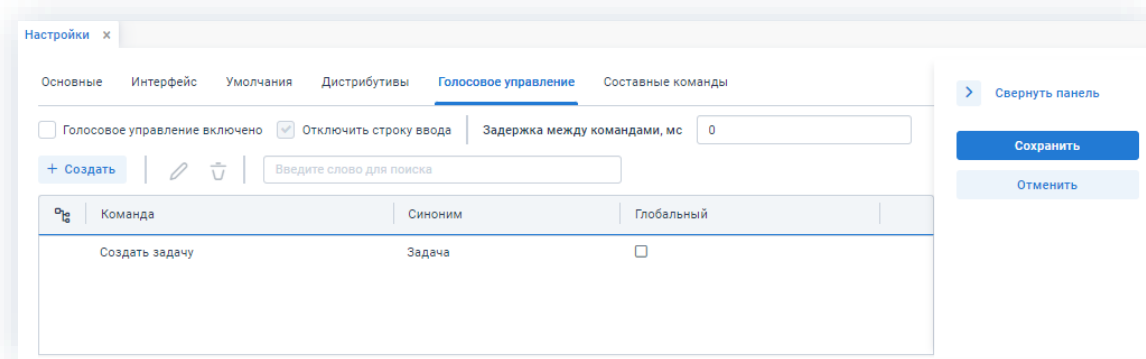 Настройки x
Основные Интерфейс Умолчания Дистрибутивы Голосовое управление Составные команды
Свернуть панель
Голосовое управление включено Отключить строку ввода Задержка между командами, мс 0
Сохранить
+ Создать Введите слово для поиска
Отменить
Команда Синоним Глобальный
Создать задачу Задача